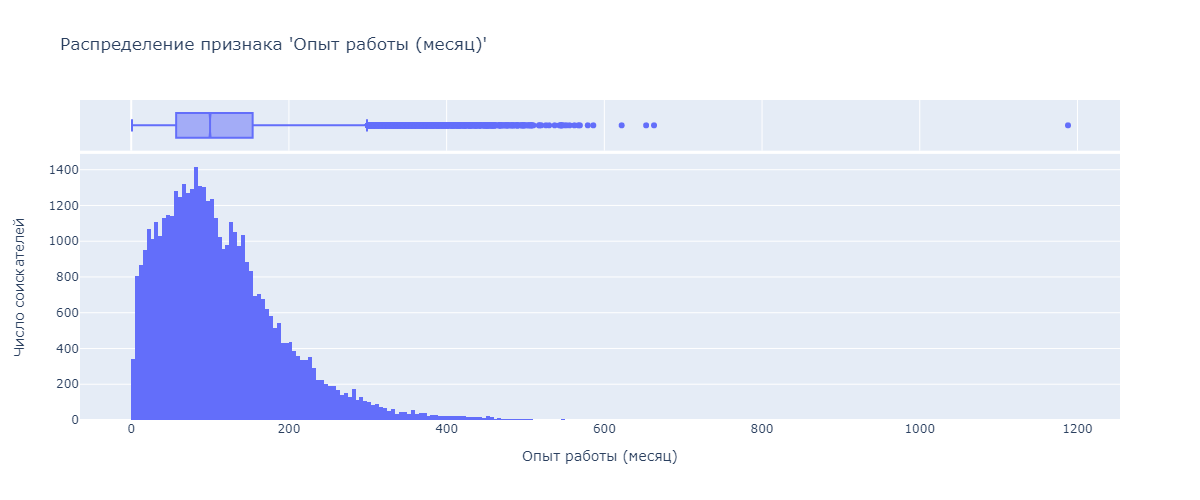 Распределение признака 'Опыт работы (месяц)'
1400
1200
1000
800
600
400
200
0
Число соискателей
0 200 400 600 800 1000 1200
Опыт работы (месяц)